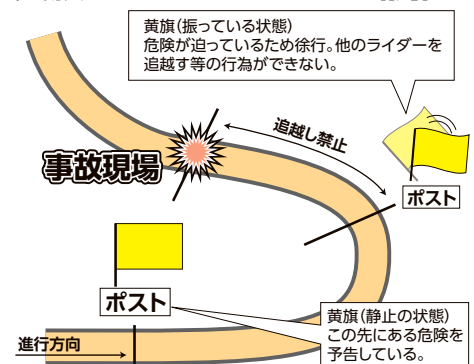 黄旗(振っている状態)
危険が迫っているため徐行。他のライダーを
追越す等の行為ができない。
追越し禁止
事故現場
ポスト
ポスト
黄旗(静止の状態)
この先にある危険を
予告している。
進行方向